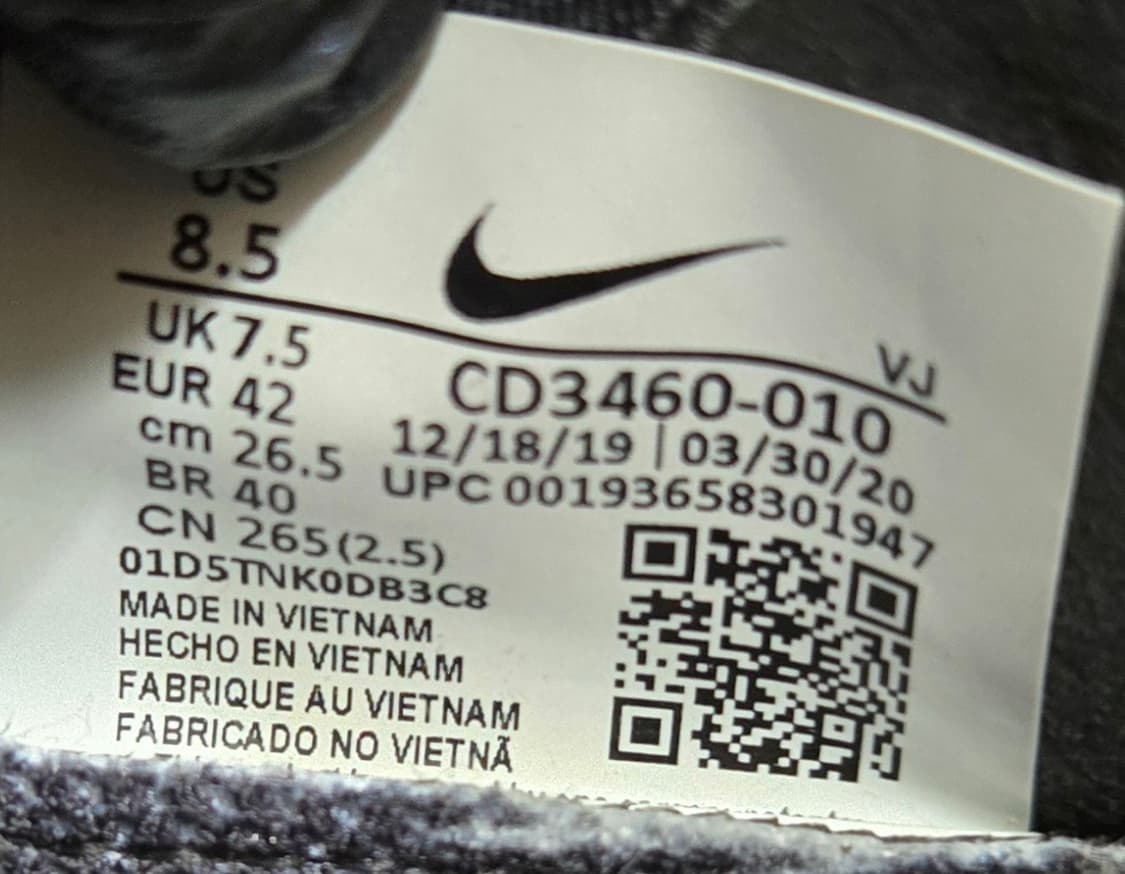 US
8.5
VJ
UK 7.5
EUR 42
cm 26.5
BR 40
CN 265(2.5)
CD3460-010
12/18/19 | 03/30/20
UPC 00193658301947
01D5TNK0DB3C8
MADE IN VIETNAM
HECHO EN VIETNAM
FABRIQUE AU VIETNAM
FABRICADO NO VIETNÃ